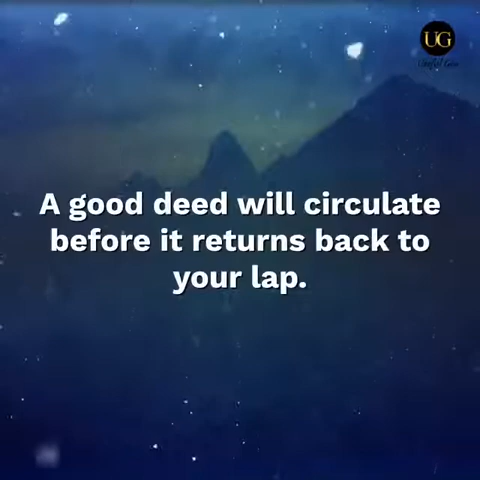 UG
A good deed will circulate
before it returns back to
your lap.